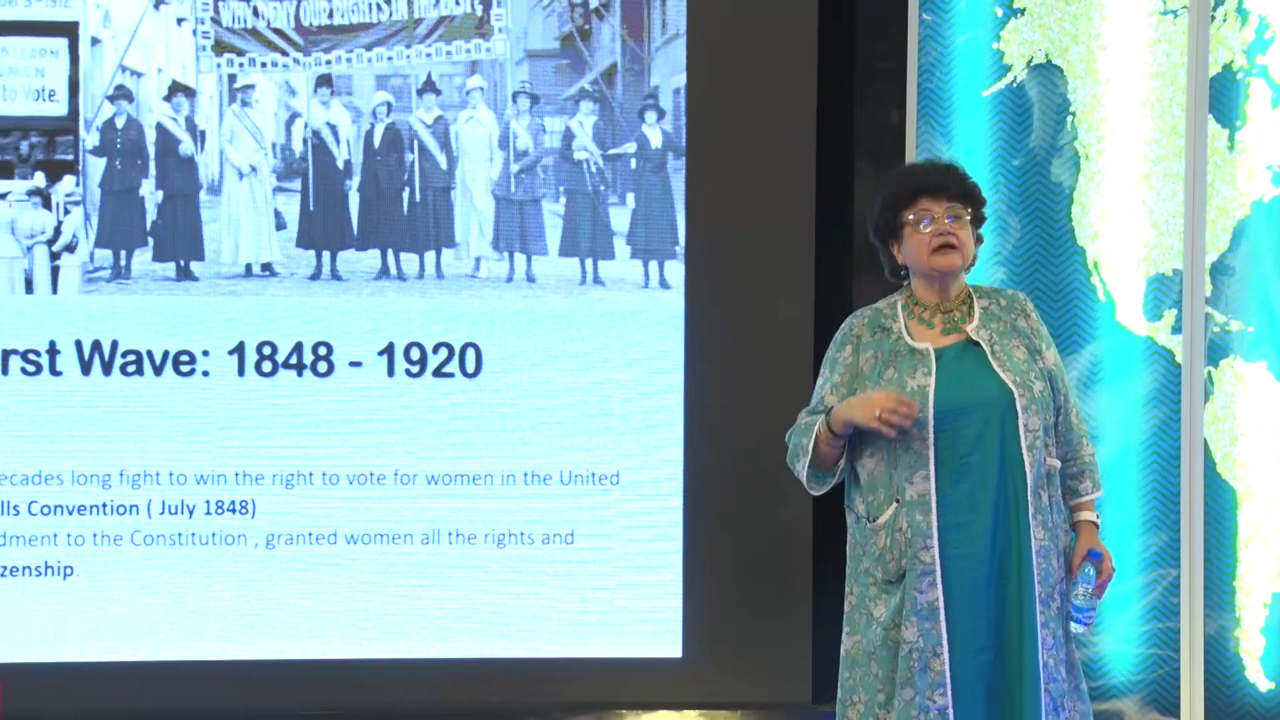 WHY DENY OUR RIGHTS IN THE EAST?
to Vote.
rst Wave: 1848 - 1920
ecades long fight to win the right to vote for women in the United
lls Convention ( July 1848)
dment to the Constitution , granted women all the rights and
zenship.